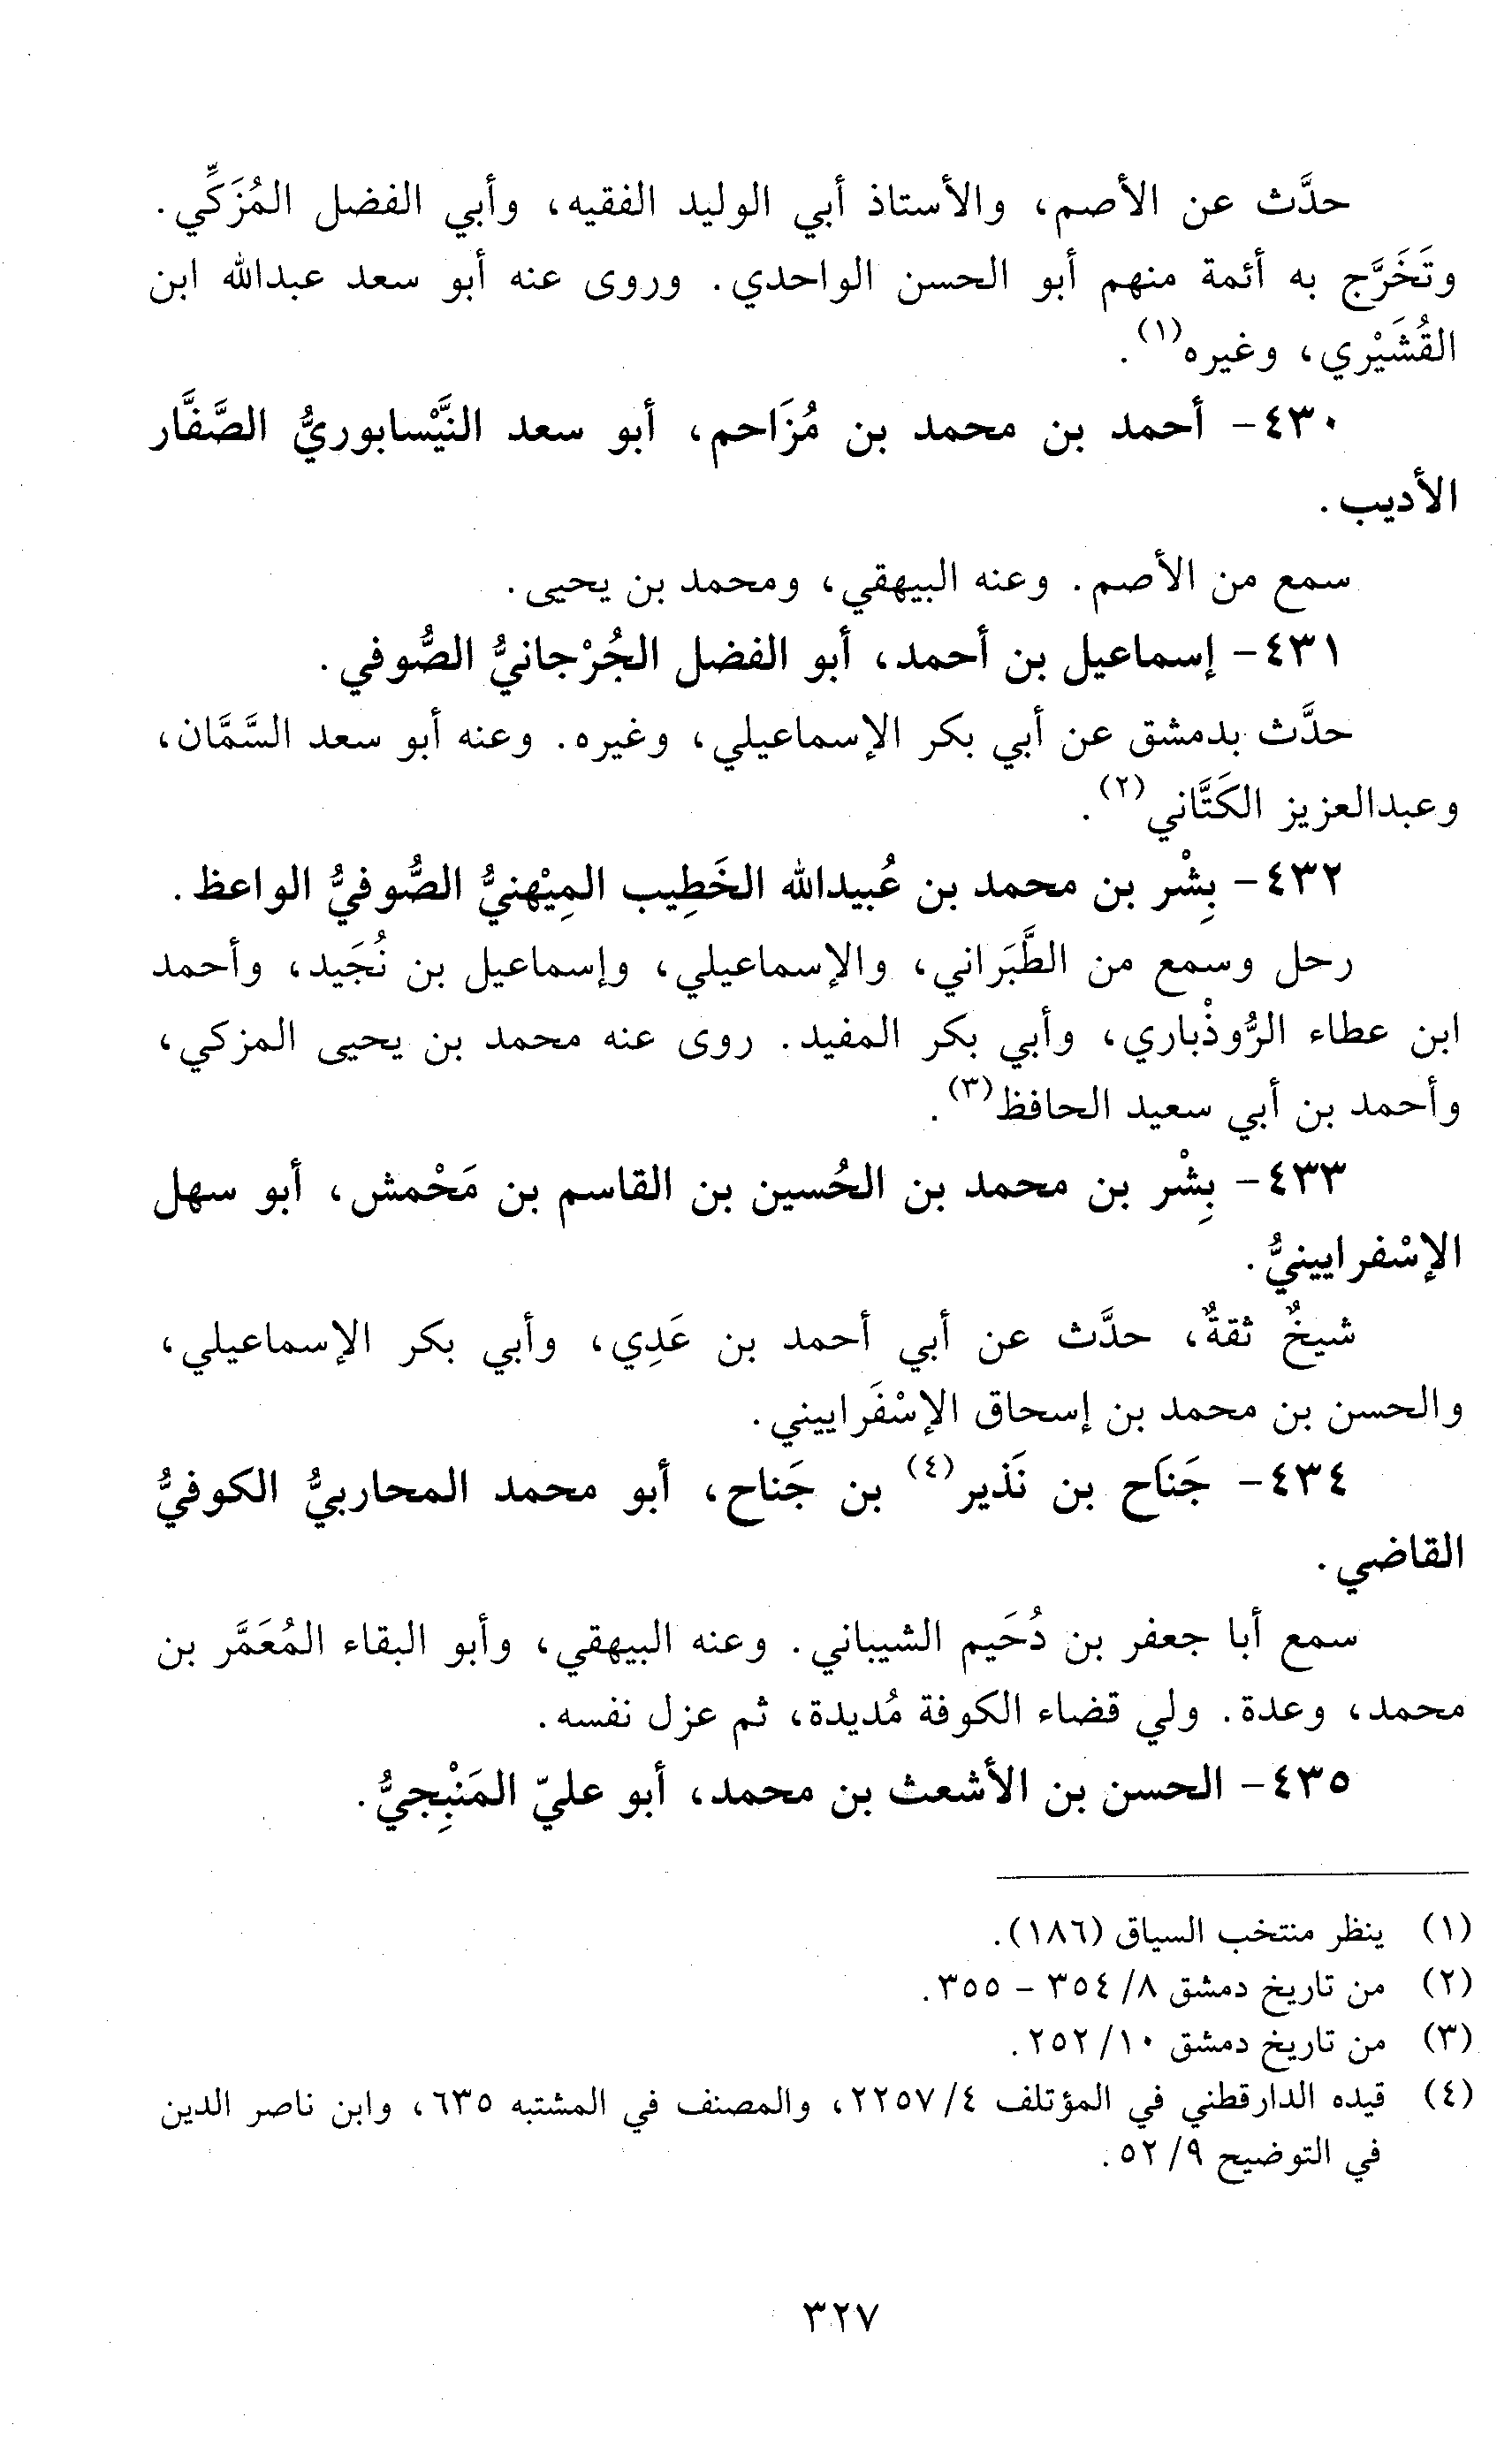 حدَّث عن الأصم، والأستاذ أبي الوليد الفقيه، وأبي الفضل المُزَكِّي.
وتَخَرَّج به أئمة منهم أبو الحسن الواحدي. وروى عنه أبو سعد عبدالله ابن
القُشَيْري، وغيره(١).
٤٣٠- أحمد بن محمد بن مُزَاحم، أبو سعد النَّيْسابوريُّ الصَّفَّار
الأديب.
سمع من الأصم. وعنه البيهقي، ومحمد بن يحيى.
٤٣١- إسماعيل بن أحمد، أبو الفضل الجُرْجانيُّ الصُّوفي.
حدَّث بدمشق عن أبي بكر الإسماعيلي، وغيره. وعنه أبو سعد السَّمَّان،
وعبدالعزيز الكَتَّاني(٢).
٤٣٢- بِشْر بن محمد بن عُبيدالله الخَطِيب المِيْهنيُّ الصُّوفيُّ الواعظ.
رحل وسمع من الطَّبَراني، والإسماعيلي، وإسماعيل بن نُجَيد، وأحمد
ابن عطاء الرُّوذْباري، وأبي بكر المفيد. روى عنه محمد بن يحيى المزكي،
وأحمد بن أبي سعيد الحافظ(٣).
٤٣٣- بِشْر بن محمد بن الحُسين بن القاسم بن مَحْمش، أبو سهل
الإسْفرايينيُّ.
شيخٌ ثقةٌ، حدَّث عن أبي أحمد بن عَدِي، وأبي بكر الإسماعيلي،
والحسن بن محمد بن إسحاق الإسْفَراييني.
٤٣٤- جَنَاح بن نَذير(٤) بن جَناح، أبو محمد المحاربيُّ الكوفيُّ
القاضي.
سمع أبا جعفر بن دُحَيم الشيباني. وعنه البيهقي، وأبو البقاء المُعَمَّر بن
محمد، وعدة. ولي قضاء الكوفة مُديدة، ثم عزل نفسه.
٤٣٥- الحسن بن الأشعث بن محمد، أبو عليّ المَنْبِجيُّ.
(١) ينظر منتخب السياق (١٨٦).
(٢) من تاريخ دمشق ٨/ ٣٥٤ - ٣٥٥.
(٣) من تاريخ دمشق ١٠/ ٢٥٢.
(٤) قيده الدارقطني في المؤتلف ٤/ ٢٢٥٧، والمصنف في المشتبه ٦٣٥، وابن ناصر الدين
في التوضيح ٩/ ٥٢.
٣٢٧